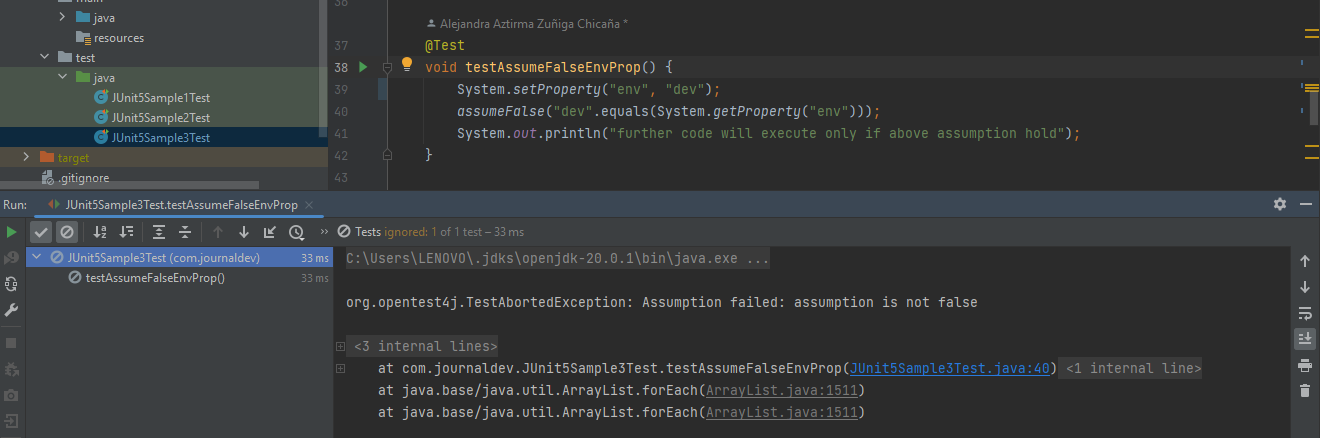 main
java
resources
test
java
JUnit5Sample1Test
JUnit5Sample2Test
JUnit5Sample3Test
target
.gitignore
38
Alejandra Aztirma Zuñiga Chicaña *
37 @Test
38 void testAssumeFalseEnvProp() {
39 System.setProperty("env", "dev");
40 assumeFalse("dev".equals(System.getProperty("env")));
41 System.out.println("further code will execute only if above assumption hold");
42 }
43
Run: JUnit5Sample3Test.testAssumeFalseEnvProp ×
» Tests ignored: 1 of 1 test – 33 ms
JUnit5Sample3Test (com.journaldev) 33 ms
testAssumeFalseEnvProp() 33 ms
C:\Users\LENOVO\.jdks\openjdk-20.0.1\bin\java.exe ...
org.opentest4j.TestAbortedException: Assumption failed: assumption is not false
<3 internal lines>
at com.journaldev.JUnit5Sample3Test.testAssumeFalseEnvProp(JUnit5Sample3Test.java:40) <1 internal line>
at java.base/java.util.ArrayList.forEach(ArrayList.java:1511)
at java.base/java.util.ArrayList.forEach(ArrayList.java:1511)